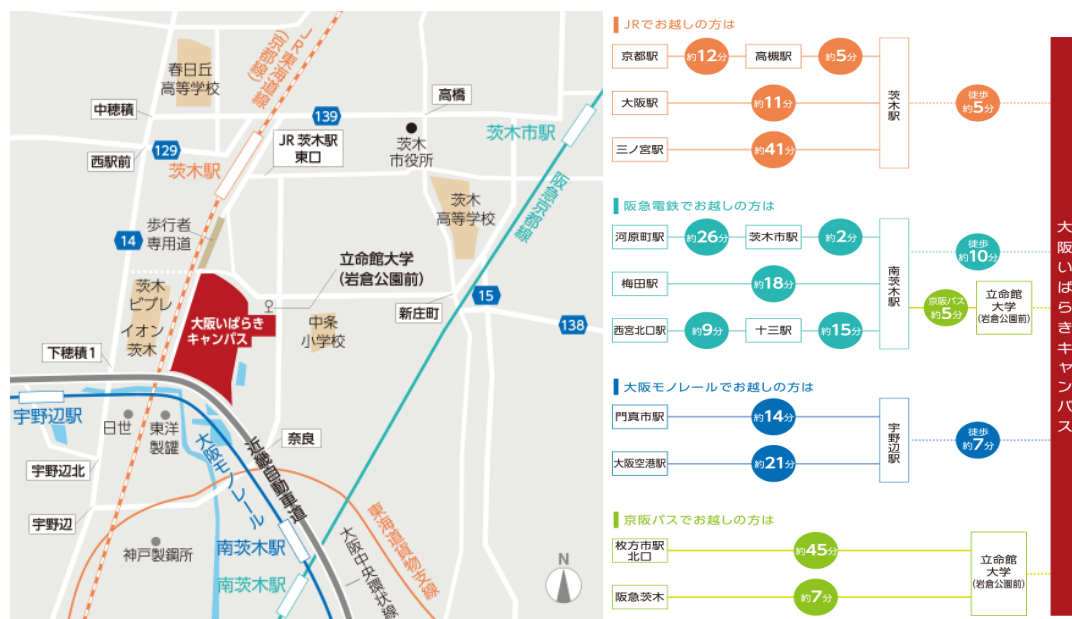 JR東海道線
(京都線)
春日丘
高等学校
中穂積
139
高橋
茨木市駅
西駅前
129
茨木駅
JR 茨木駅
東口
茨木
市役所
阪急京都線
茨木
高等学校
14
歩行者
専用道
立命館大学
(岩倉公園前)
茨木
ビブレ
イオン
茨木
大阪いばらき
キャンパス
中条
小学校
新庄町
15
138
下穂積1
宇野辺駅
日世
東洋
製罐
大阪モノレール
近畿自動車道
奈良
宇野辺北
宇野辺
神戸製鋼所
南茨木駅
南茨木駅
大阪中央環状線
東海道貨物支線
N
JRでお越しの方は
京都駅 約12分 高槻駅 約5分
大阪駅 約11分
三ノ宮駅 約41分
茨木駅
徒歩
約5分
阪急電鉄でお越しの方は
河原町駅 約26分 茨木市駅 約2分
梅田駅 約18分
西宮北口駅 約9分 十三駅 約15分
南茨木駅
徒歩
約10分
京阪バス
約5分
立命館
大学
(岩倉公園前)
大阪モノレールでお越しの方は
門真市駅 約14分
大阪空港駅 約21分
宇野辺駅
徒歩
約7分
京阪バスでお越しの方は
枚方市駅
北口
約45分
阪急茨木 約7分
立命館
大学
(岩倉公園前)
大阪いばらきキャンパス